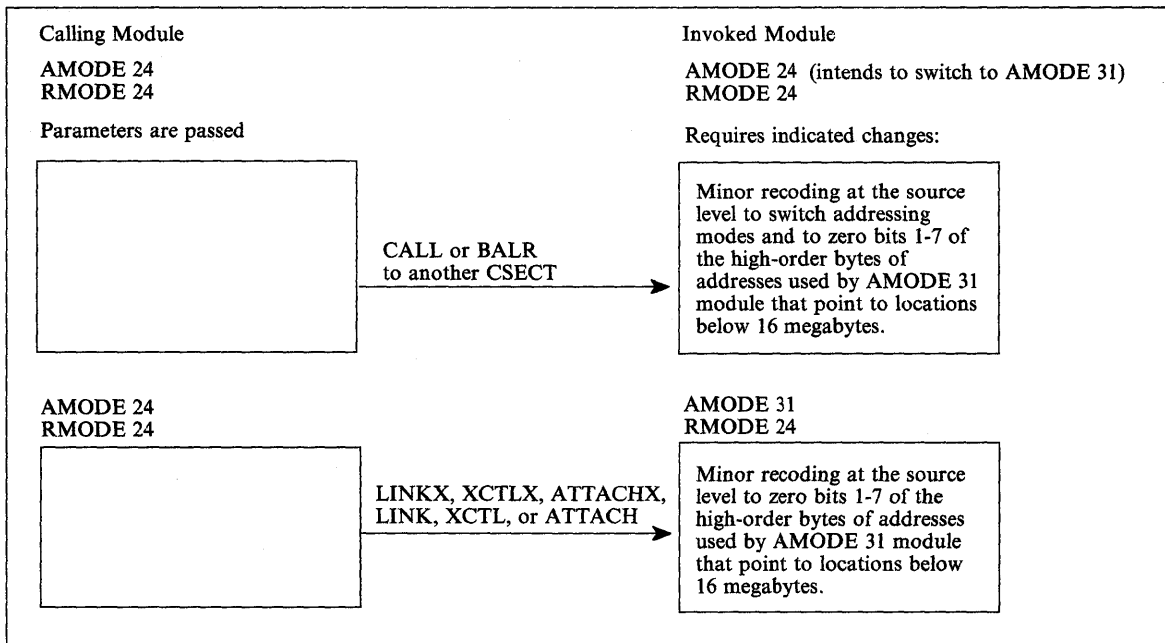 Calling Module
AMODE 24
RMODE 24
Parameters are passed
Invoked Module
AMODE 24 (intends to switch to AMODE 31)
RMODE 24
Requires indicated changes:
CALL or BALR
to another CSECT
Minor recoding at the source
level to switch addressing
modes and to zero bits 1-7 of
the high-order bytes of
addresses used by AMODE 31
module that point to locations
below 16 megabytes.
AMODE 24
RMODE 24
LINKX, XCTLX, ATTACHX,
LINK, XCTL, or ATTACH
AMODE 31
RMODE 24
Minor recoding at the source
level to zero bits 1-7 of the
high-order bytes of addresses
used by AMODE 31 module
that point to locations below
16 megabytes.